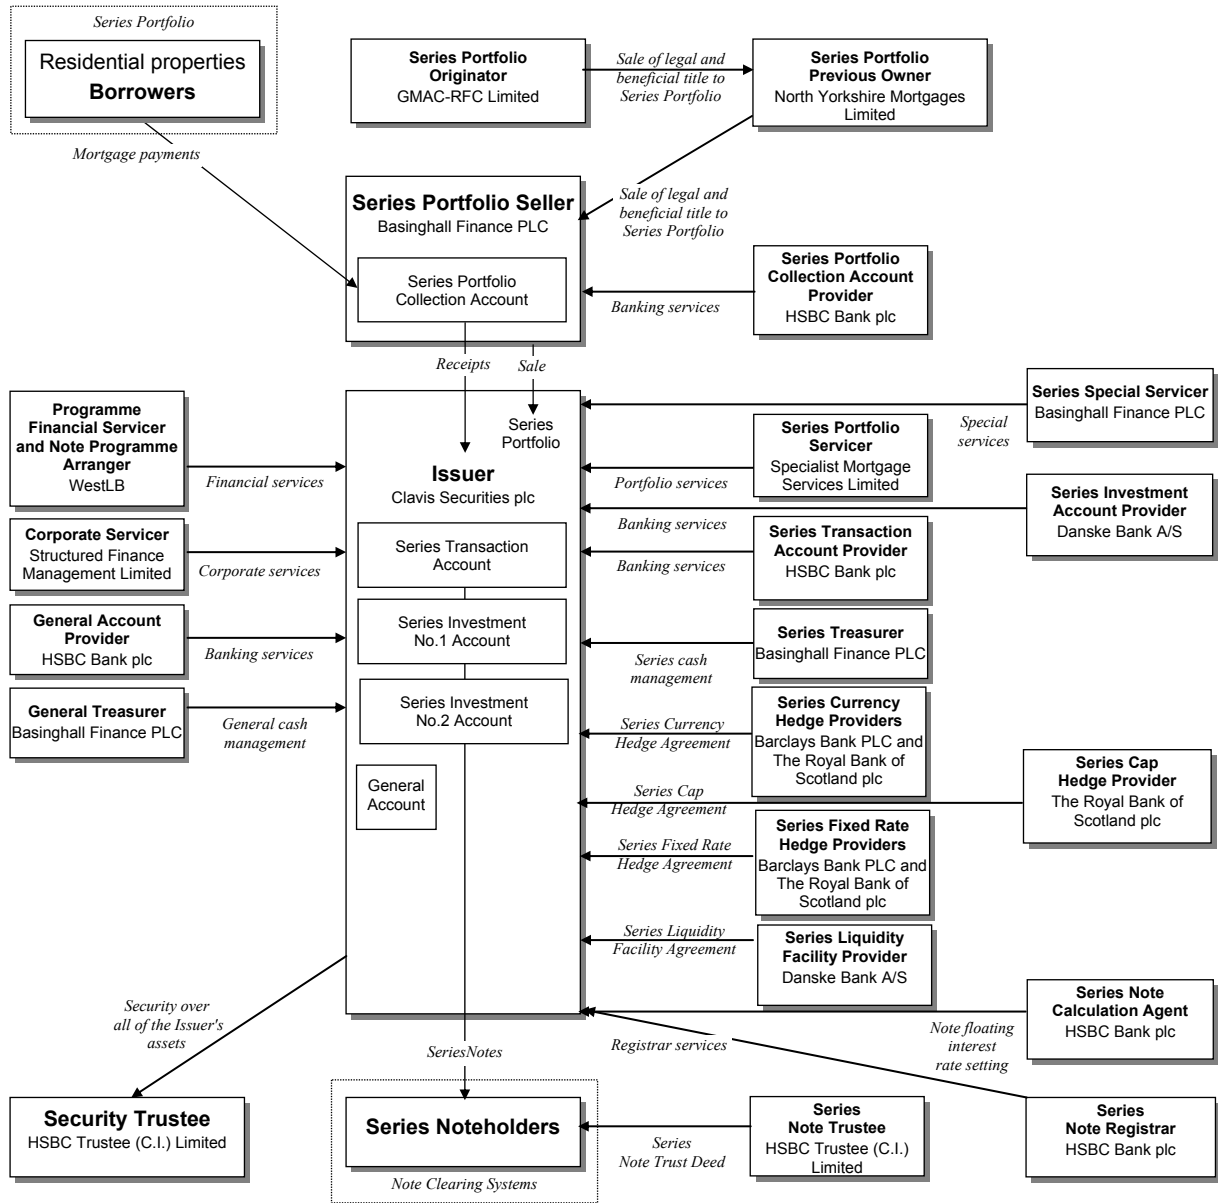 Series Portfolio
Residential properties
Borrowers
Mortgage payments
Series Portfolio
Originator
GMAC-RFC Limited
Sale of legal and
beneficial title to
Series Portfolio
Series Portfolio
Previous Owner
North Yorkshire Mortgages
Limited
Series Portfolio Seller
Basinghall Finance PLC
Series Portfolio
Collection Account
Sale of legal and
beneficial title to
Series Portfolio
Banking services
Series Portfolio
Collection Account
Provider
HSBC Bank plc
Receipts
Sale
Programme
Financial Servicer
and Note Programme
Arranger
WestLB
Financial services
Corporate Servicer
Structured Finance
Management Limited
Corporate services
General Account
Provider
HSBC Bank plc
Banking services
General Treasurer
Basinghall Finance PLC
General cash
management
Series
Portfolio
Issuer
Clavis Securities plc
Series Transaction
Account
Series Investment
No.1 Account
Series Investment
No.2 Account
General
Account
Special
services
Series Special Servicer
Basinghall Finance PLC
Portfolio services
Series Portfolio
Servicer
Specialist Mortgage
Services Limited
Banking services
Series Investment
Account Provider
Danske Bank A/S
Banking services
Series Transaction
Account Provider
HSBC Bank plc
Series cash
management
Series Treasurer
Basinghall Finance PLC
Series Currency
Hedge Agreement
Series Currency
Hedge Providers
Barclays Bank PLC and
The Royal Bank of
Scotland plc
Series Cap
Hedge Agreement
Series Cap
Hedge Provider
The Royal Bank of
Scotland plc
Series Fixed Rate
Hedge Agreement
Series Fixed Rate
Hedge Providers
Barclays Bank PLC and
The Royal Bank of
Scotland plc
Series Liquidity
Facility Agreement
Series Liquidity
Facility Provider
Danske Bank A/S
Note floating
interest
rate setting
Series Note
Calculation Agent
HSBC Bank plc
Registrar services
Series
Note Registrar
HSBC Bank plc
Security over
all of the Issuer's
assets
Security Trustee
HSBC Trustee (C.I.) Limited
SeriesNotes
Series Noteholders
Note Clearing Systems
Series
Note Trust Deed
Series
Note Trustee
HSBC Trustee (C.I.)
Limited